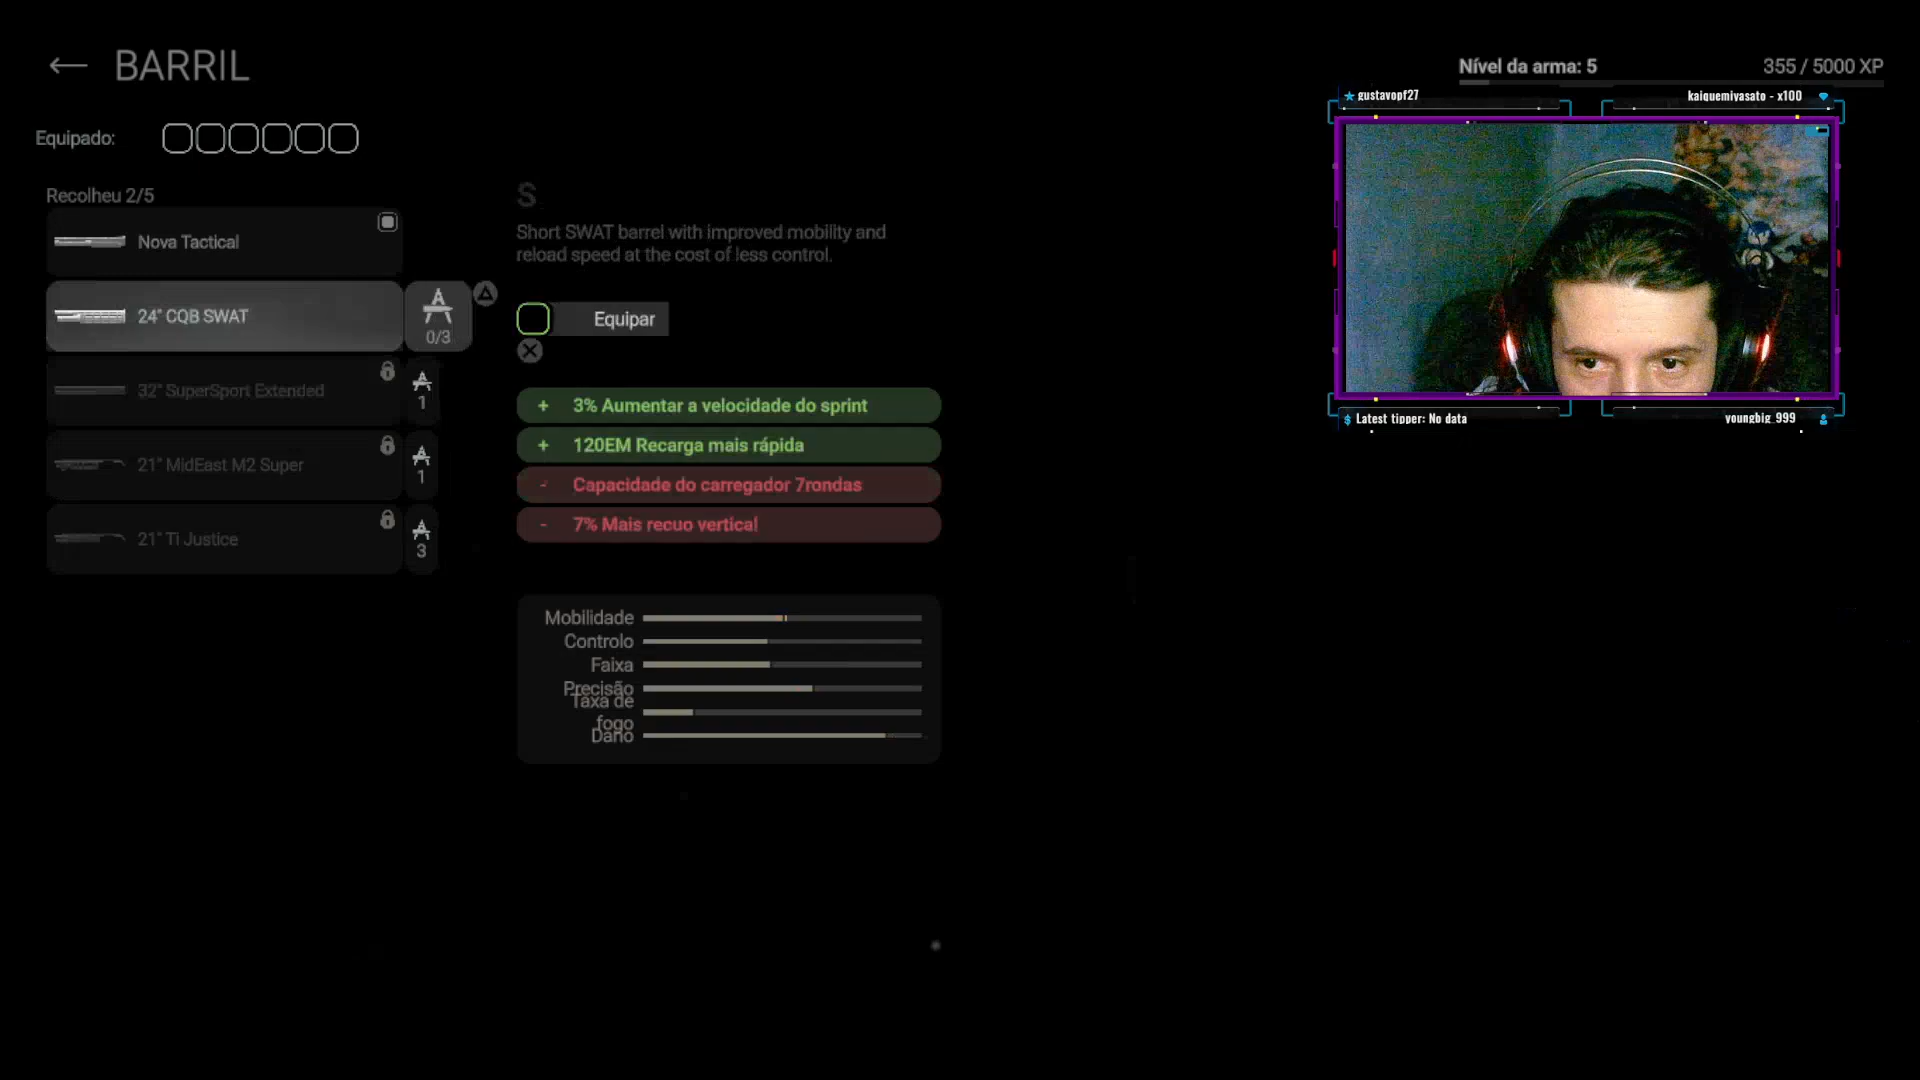 BARRIL
Equipado:
Recolheu 2/5
Nova Tactical
24" CQB SWAT
0/3
32" SuperSport Extended
1
21" MidEast M2 Super
1
21" Ti Justice
3
S
Short SWAT barrel with improved mobility and
reload speed at the cost of less control.
Equipar
+ 3% Aumentar a velocidade do sprint
+ 120EM Recarga mais rápida
- Capacidade do carregador 7rondas
- 7% Mais recuo vertical
Mobilidade
Controlo
Faixa
Precisão
Taxa de
fogo
Dano
Nível da arma: 5
355 / 5000 XP
gustavopf27
kaiquemiyasato - x100
Latest tipper: No data
youngbig_999